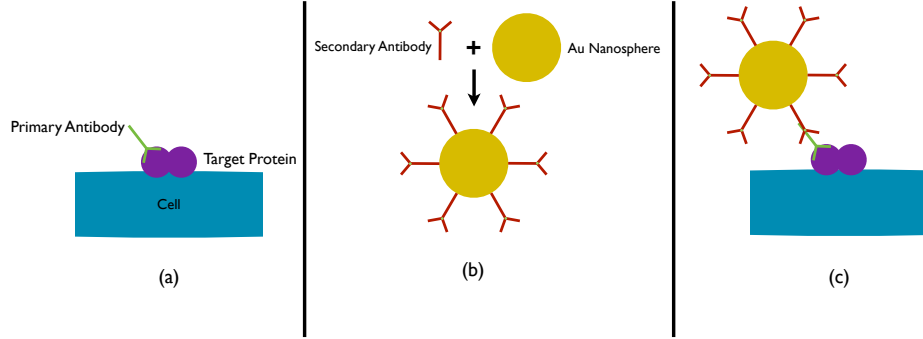 Primary Antibody
Target Protein
Cell
(a)
Secondary Antibody
+
Au Nanosphere
(b)
(c)